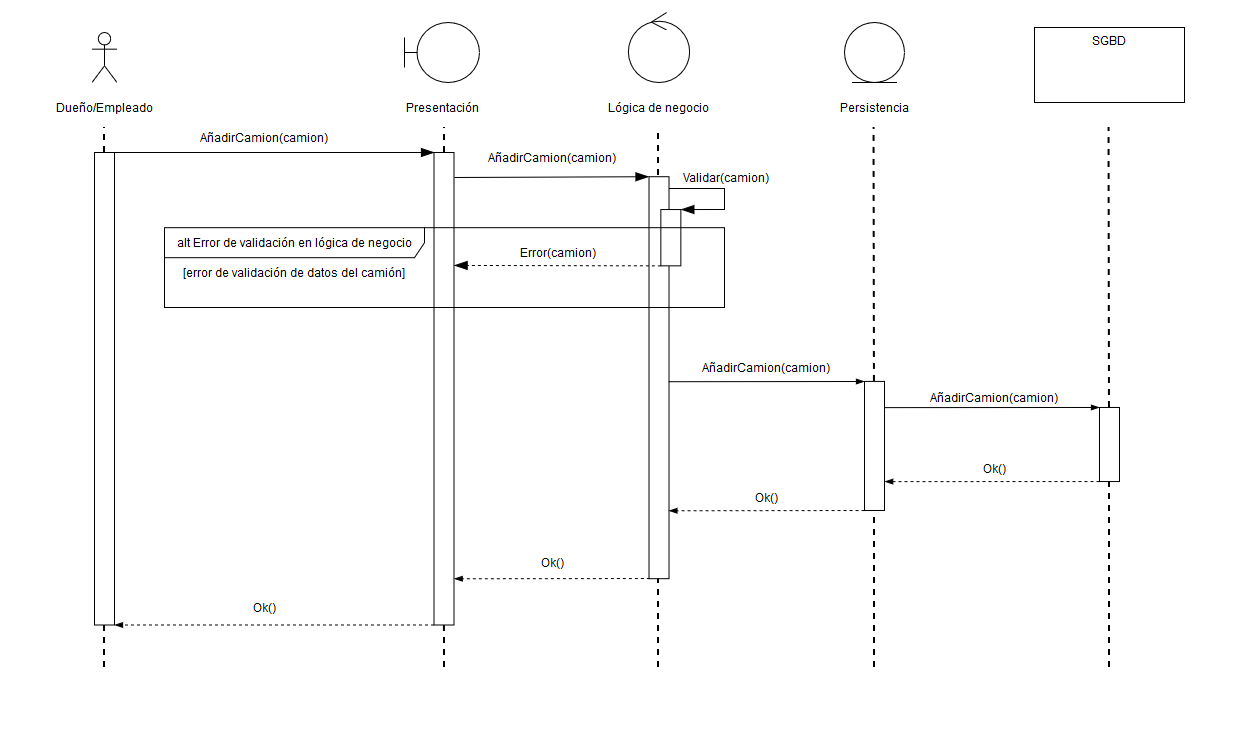 SGBD
Dueño/Empleado
Presentación
Lógica de negocio
Persistencia
AñadirCamion(camion)
AñadirCamion(camion)
Validar(camion)
alt Error de validación en lógica de negocio
Error(camion)
[error de validación de datos del camión]
AñadirCamion(camion)
AñadirCamion(camion)
Ok()
Ok()
Ok()
Ok()